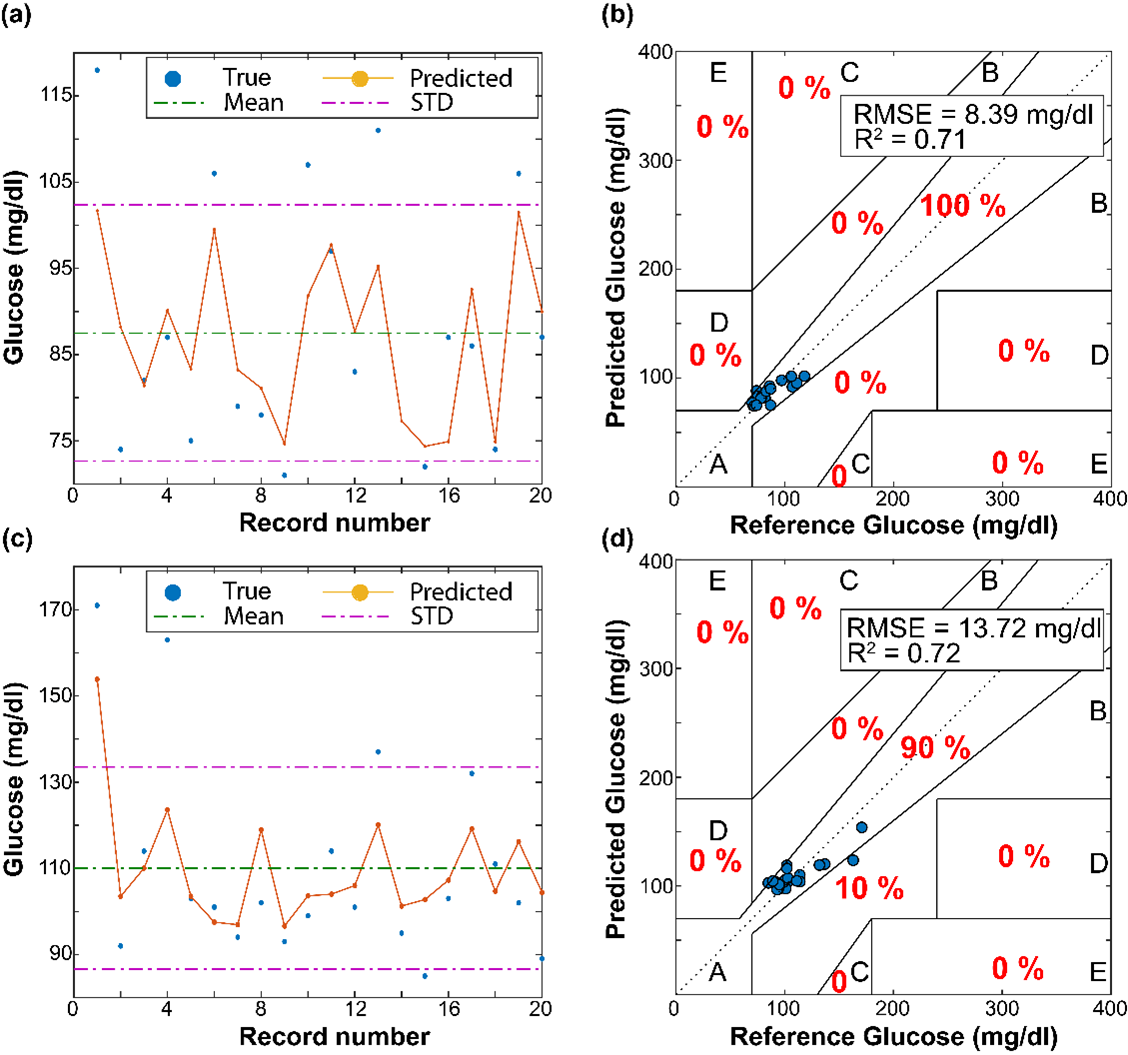 (a)
True
Predicted
Mean
STD
115
105
95
85
75
0
4
8
12
16
20
Glucose (mg/dl)
Record number
(b)
400
300
200
100
E
C
B
0 %
0 %
RMSE = 8.39 mg/dl
R² = 0.71
100 %
B
0 %
D
0 %
0 %
D
0 %
A
0
C
0 %
E
0
100
200
300
400
Predicted Glucose (mg/dl)
Reference Glucose (mg/dl)
(c)
True
Predicted
Mean
STD
170
150
130
110
90
0
4
8
12
16
20
Glucose (mg/dl)
Record number
(d)
400
300
200
100
E
C
B
0 %
0 %
RMSE = 13.72 mg/dl
R² = 0.72
B
0 %
90 %
D
0 %
0 %
D
10 %
A
0
C
0 %
E
0
100
200
300
400
Predicted Glucose (mg/dl)
Reference Glucose (mg/dl)